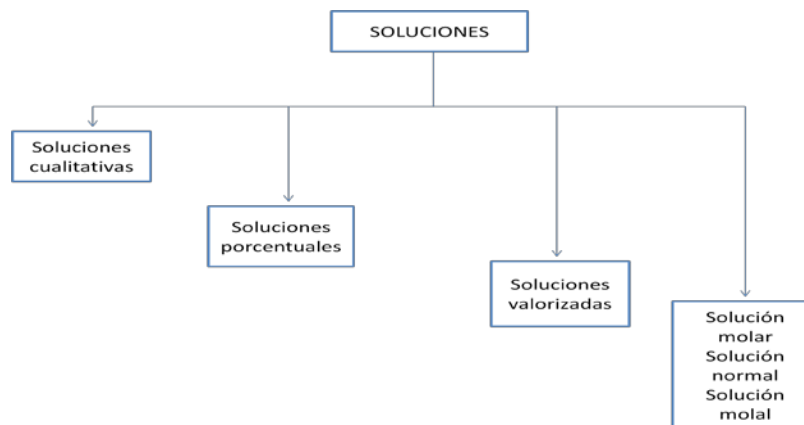 SOLUCIONES
Soluciones
cualitativas
Soluciones
porcentuales
Soluciones
valorizadas
Solución
molar
Solución
normal
Solución
molal